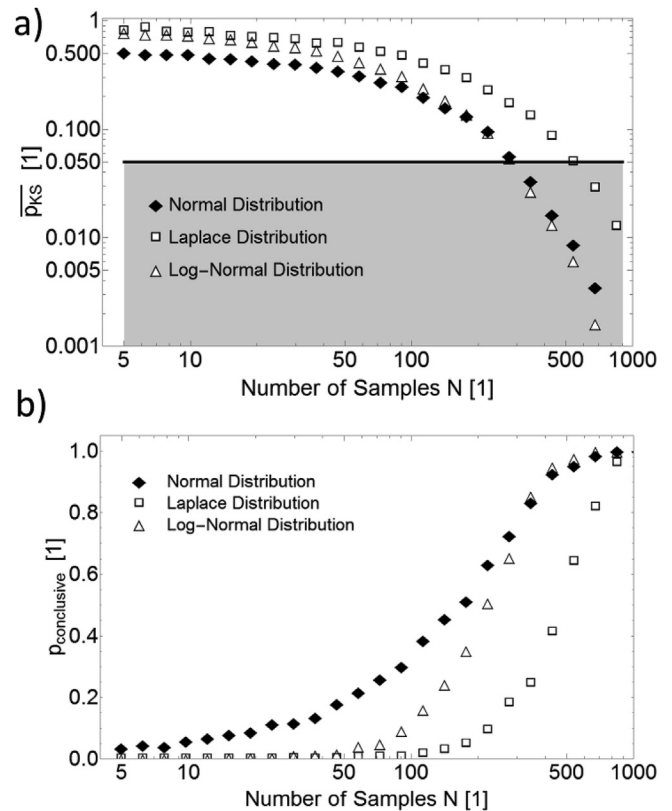 a)
1
0.500
0.100
0.050
0.010
0.005
0.001
p̅KS [1]
Normal Distribution
Laplace Distribution
Log-Normal Distribution
5 10 50 100 500 1000
Number of Samples N [1]
b)
1.0
0.8
0.6
0.4
0.2
0.0
pconclusive [1]
Normal Distribution
Laplace Distribution
Log-Normal Distribution
5 10 50 100 500 1000
Number of Samples N [1]